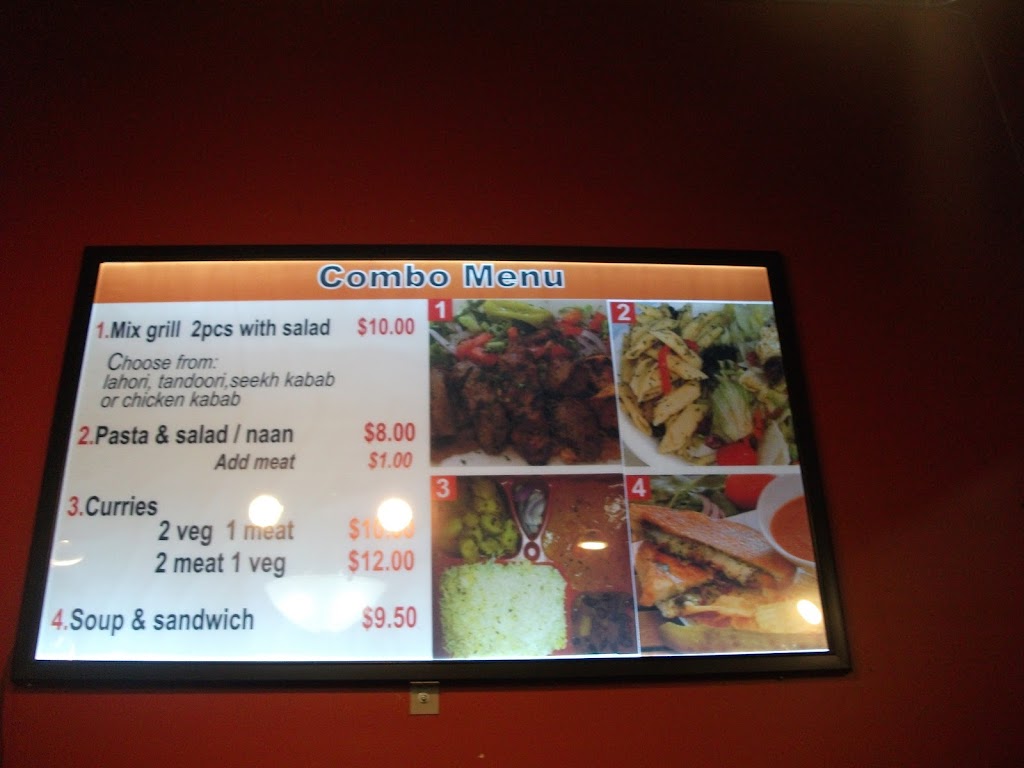 Combo Menu
1.Mix grill 2pcs with salad $10.00
Choose from:
lahori, tandoori,seekh kabab
or chicken kabab
2.Pasta & salad / naan $8.00
Add meat $1.00
3.Curries
2 veg 1 meat $10.00
2 meat 1 veg $12.00
4.Soup & sandwich $9.50
1
2
3
4